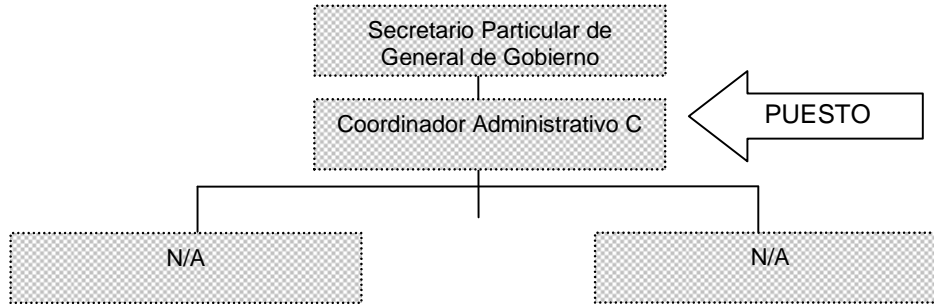 Secretario Particular de
General de Gobierno
Coordinador Administrativo C
PUESTO
N/A
N/A